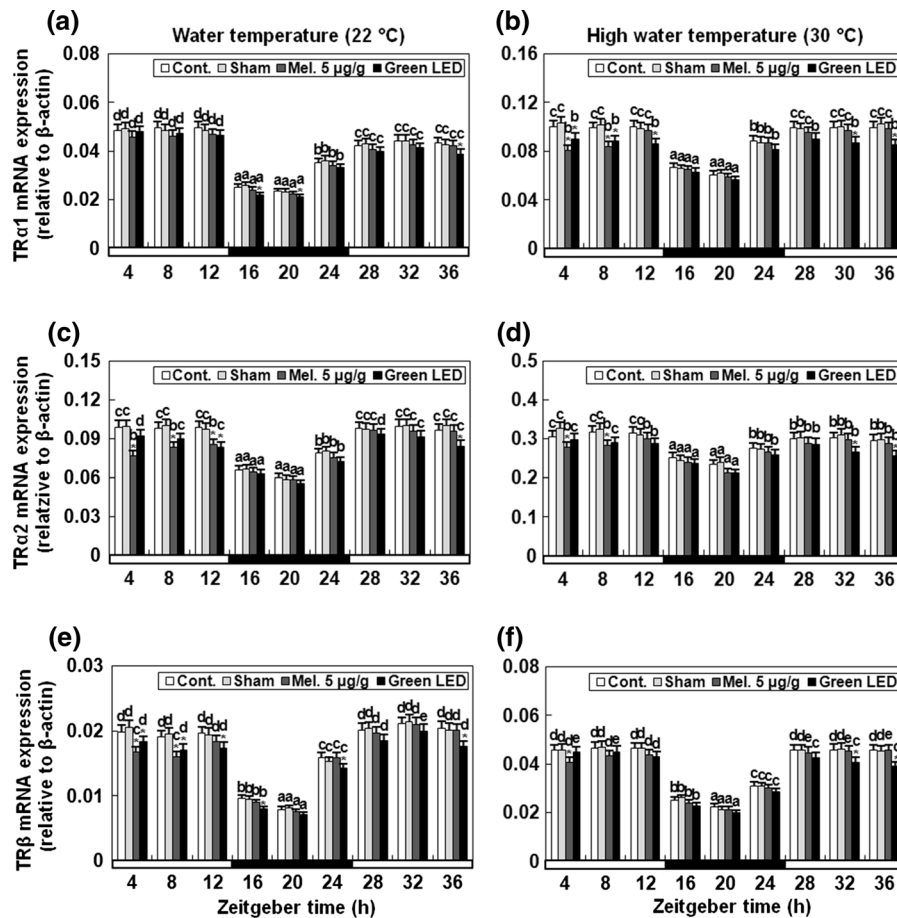 (a)
Water temperature (22 °C)
(b)
High water temperature (30 °C)
TRα1 mRNA expression
(relative to β-actin)
0.08
0.06
0.04
0.02
0
Cont. Sham Mel. 5 µg/g Green LED
4 8 12 16 20 24 28 32 36
0.16
0.12
0.08
0.04
0
Cont. Sham Mel. 5 µg/g Green LED
4 8 12 16 20 24 28 30 36
(c)
(d)
TRα2 mRNA expression
(relatzive to β-actin)
0.15
0.12
0.09
0.06
0.03
0
Cont. Sham Mel. 5 µg/g Green LED
4 8 12 16 20 24 28 32 36
0.5
0.4
0.3
0.2
0.1
0
Cont. Sham Mel. 5 µg/g Green LED
4 8 12 16 20 24 28 32 36
(e)
(f)
TRβ mRNA expression
(relative to β-actin)
0.03
0.02
0.01
0
Cont. Sham Mel. 5 µg/g Green LED
4 8 12 16 20 24 28 32 36
Zeitgeber time (h)
0.08
0.06
0.04
0.02
0
Cont. Sham Mel. 5 µg/g Green LED
4 8 12 16 20 24 28 32 36
Zeitgeber time (h)